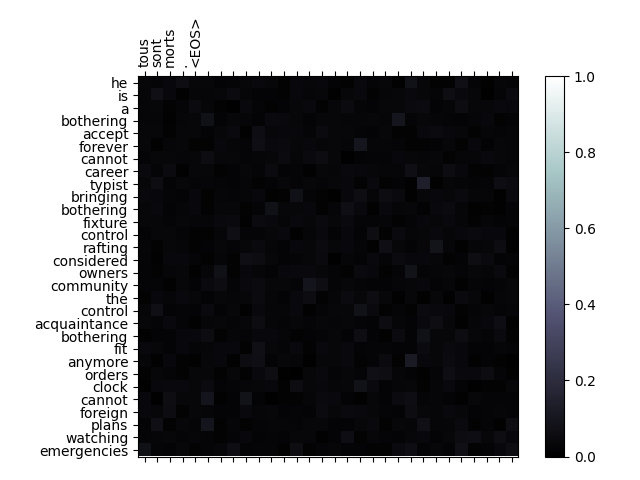 tous
sont
morts
.
<EOS>
he
is
a
bothering
accept
forever
cannot
career
typist
bringing
bothering
fixture
control
rafting
considered
owners
community
the
control
acquaintance
bothering
fit
anymore
orders
clock
cannot
foreign
plans
watching
emergencies
1.0
0.8
0.6
0.4
0.2
0.0